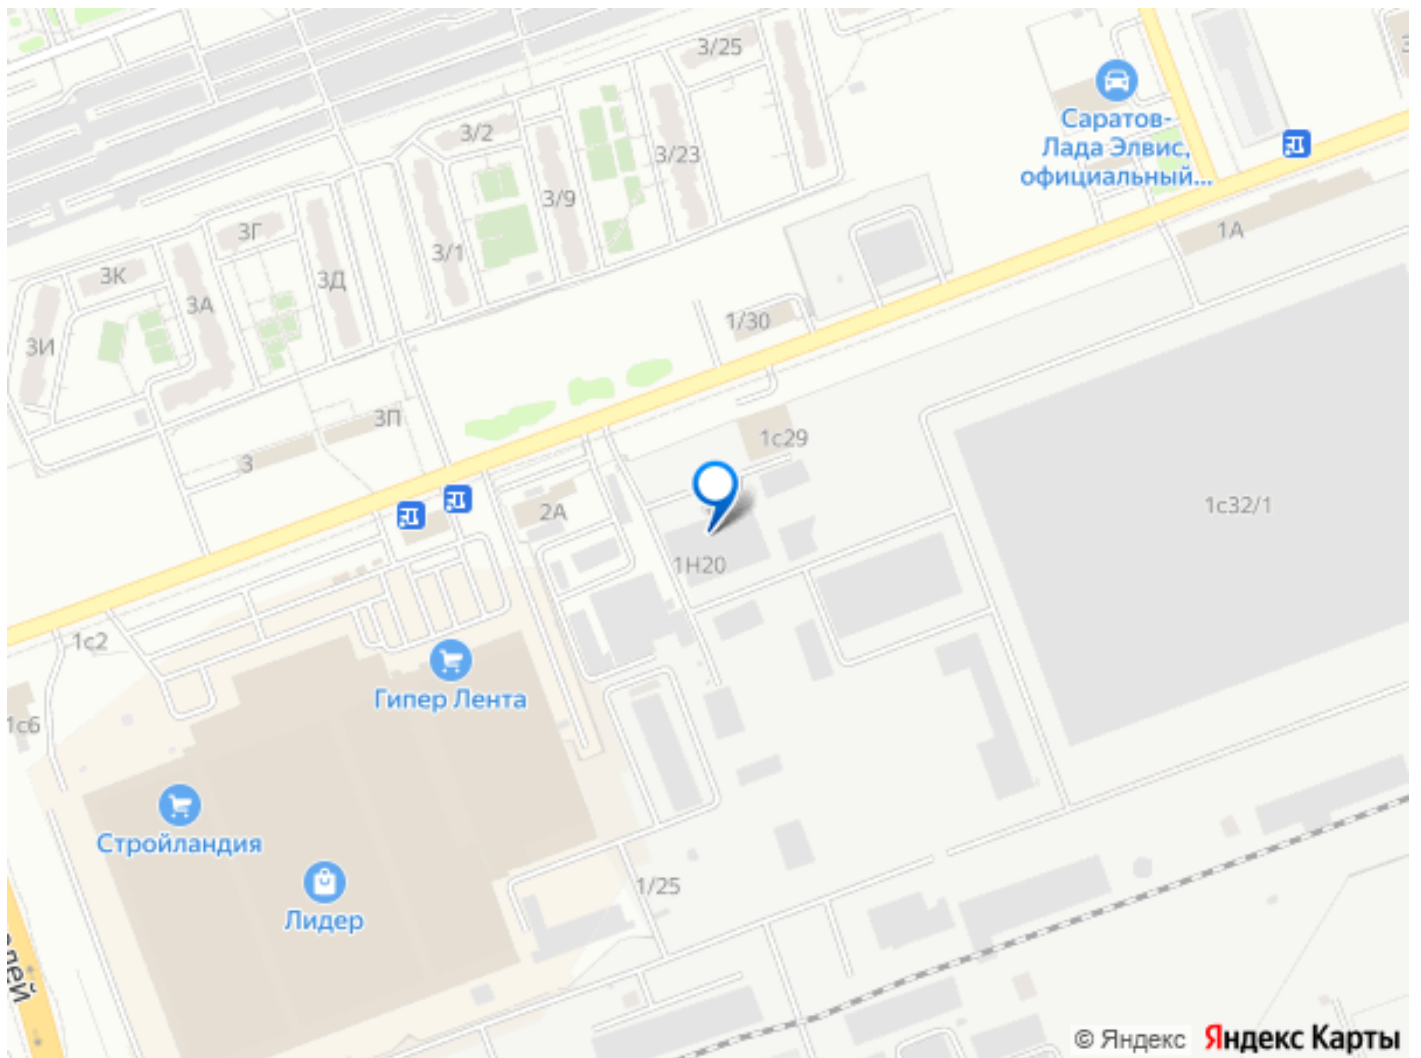 3/25
Саратов-
Лада Элвис,
официальный...
3/2
3/23
3/9
3Г
1А
3/1
3К
3Д
3А
1/30
3И
3П
1с29
3
1с32/1
2А
1Н20
1с2
Гипер Лента
1с6
Стройландия
1/25
Лидер
лей
© Яндекс Яндекс Карты